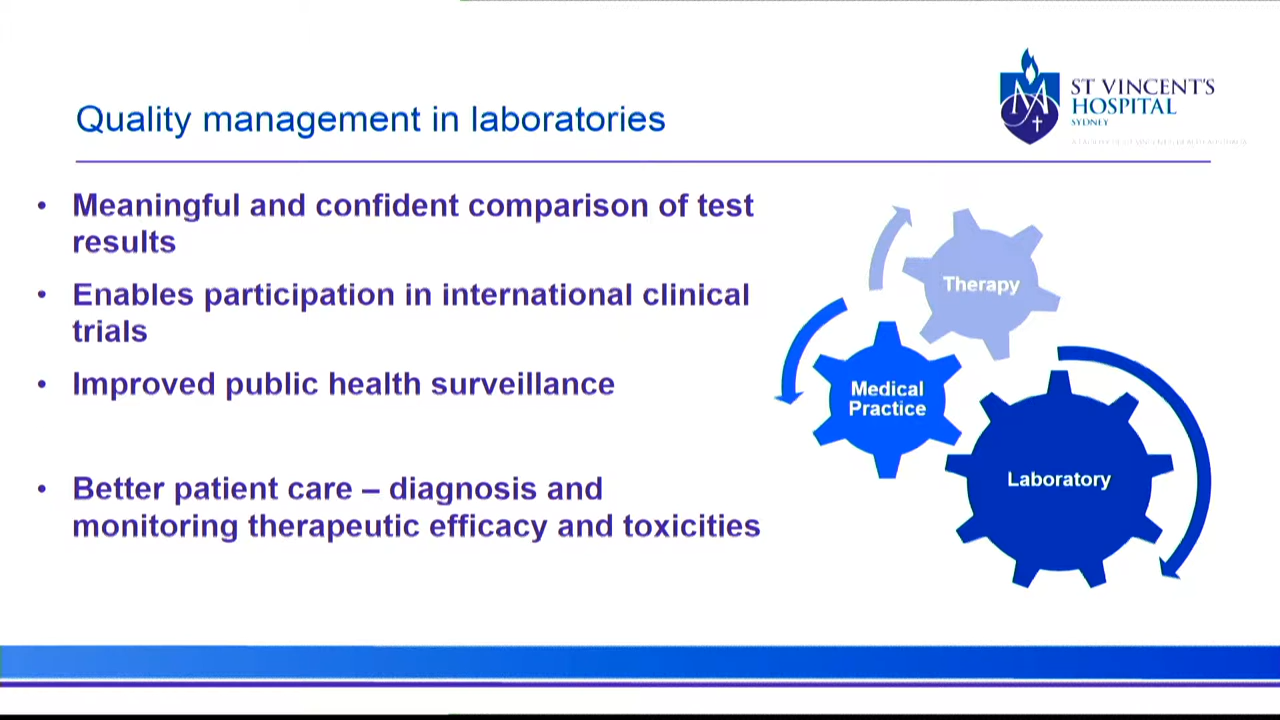 Quality management in laboratories
ST VINCENT'S
HOSPITAL
SYDNEY
• Meaningful and confident comparison of test
results
• Enables participation in international clinical
trials
• Improved public health surveillance
• Better patient care – diagnosis and
monitoring therapeutic efficacy and toxicities
Therapy
Medical
Practice
Laboratory